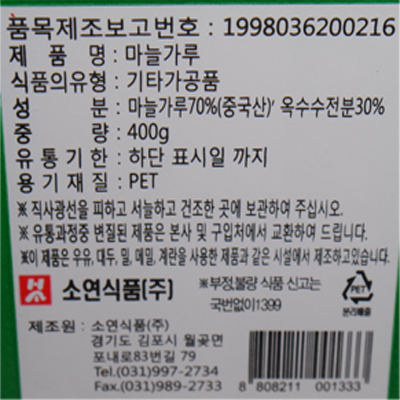 품목제조보고번호 : 1998036200216
제 품 명 : 마늘가루
식품의유형 : 기타가공품
성 분 : 마늘가루70%(중국산)' 옥수수전분30%
중 량 : 400g
유 통 기 한 : 하단 표시일 까지
용 기 재 질 : PET
※ 직사광선을 피하고 서늘하고 건조한 곳에 보관하여 주십시오.
※ 유통과정중 변질된 제품은 본사 및 구입처에서 교환하여 드립니다.
※이 제품은 우유, 대두, 밀, 메밀, 계란을 사용한 제품과 같은 시설에서 제조하고있습니다.
소연식품(주)
※부정,불량 식품 신고는
국번없이1399
PET
분리배출
제조원 : 소연식품(주)
경기도 김포시 월곶면
포내로83번길 79
TEL(031)997-2734
FAX(031)989-2733
8 808211 001333